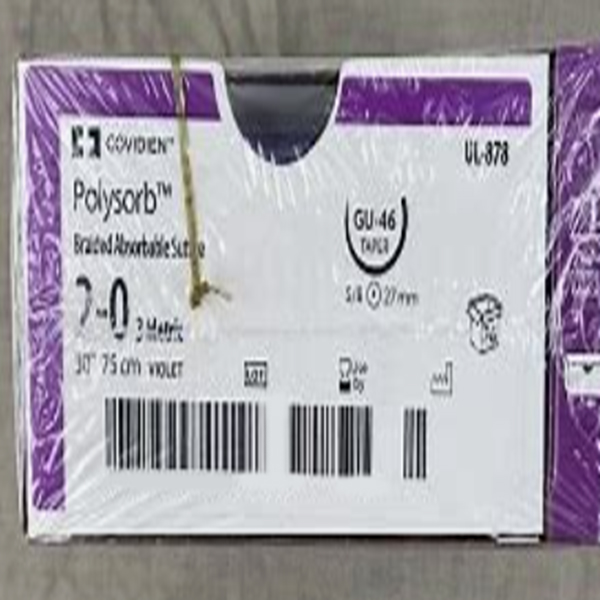 COVIDIEN™
UL-878
Polysorb™
Braided Absorbable Suture
GU-46
TAPER
2-0 3 Metric
5/8 27 mm
30" 75 cm VIOLET
LOT
Use
by